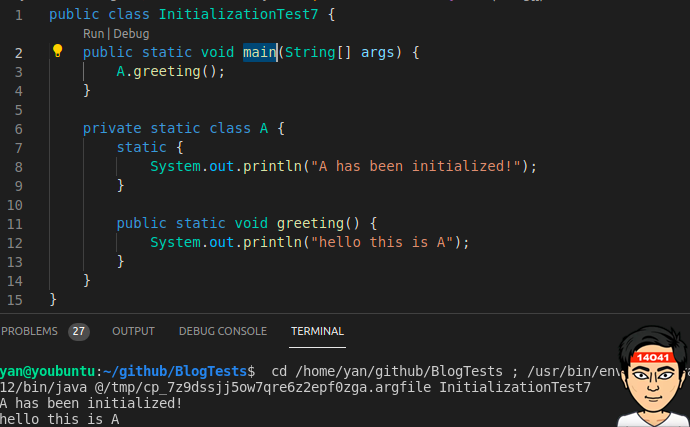 1 public class InitializationTest7 {
Run | Debug
2 public static void main(String[] args) {
3 A.greeting();
4 }
5
6 private static class A {
7 static {
8 System.out.println("A has been initialized!");
9 }
10
11 public static void greeting() {
12 System.out.println("hello this is A");
13 }
14 }
15 }
PROBLEMS 27 OUTPUT DEBUG CONSOLE TERMINAL
yan@youbuntu:~/github/BlogTests$ cd /home/yan/github/BlogTests ; /usr/bin/env
12/bin/java @/tmp/cp_7z9dssjj5ow7qre6z2epf0zga.argfile InitializationTest7
A has been initialized!
hello this is A
14041